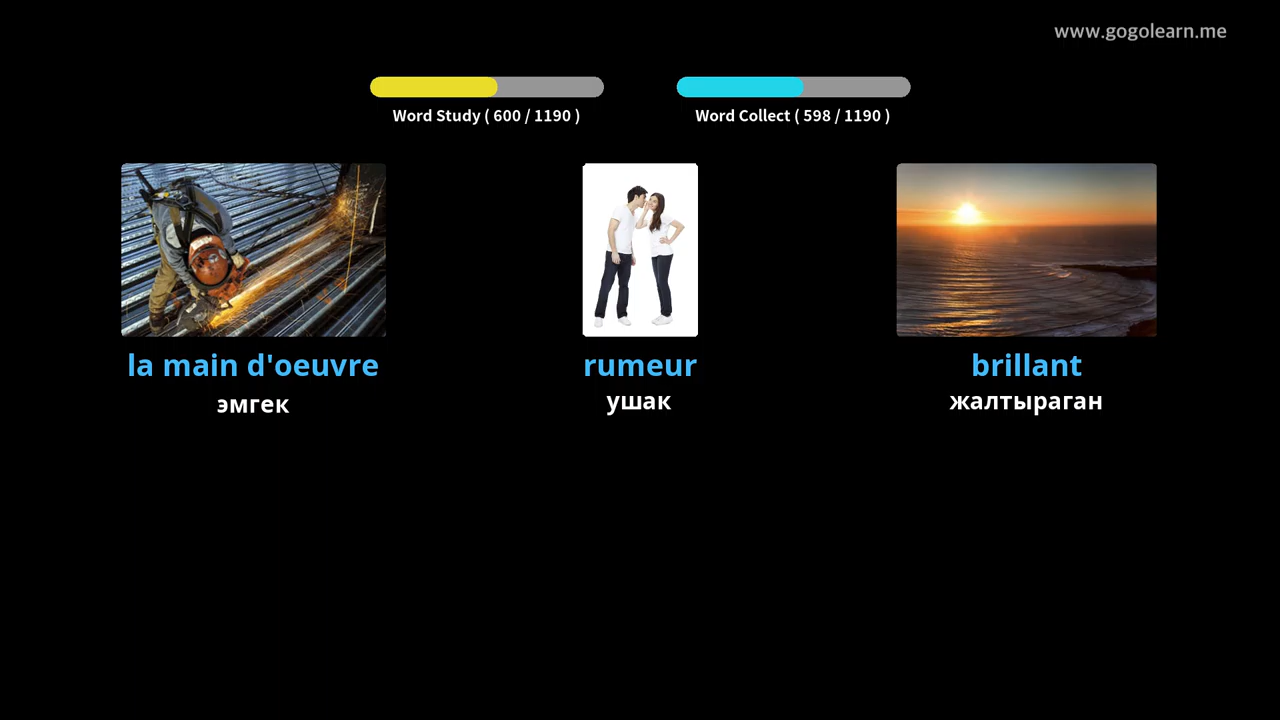 www.gogolearn.me
Word Study ( 600 / 1190 )
Word Collect ( 598 / 1190 )
la main d'oeuvre
эмгек
rumeur
ушак
brillant
жалтыраган